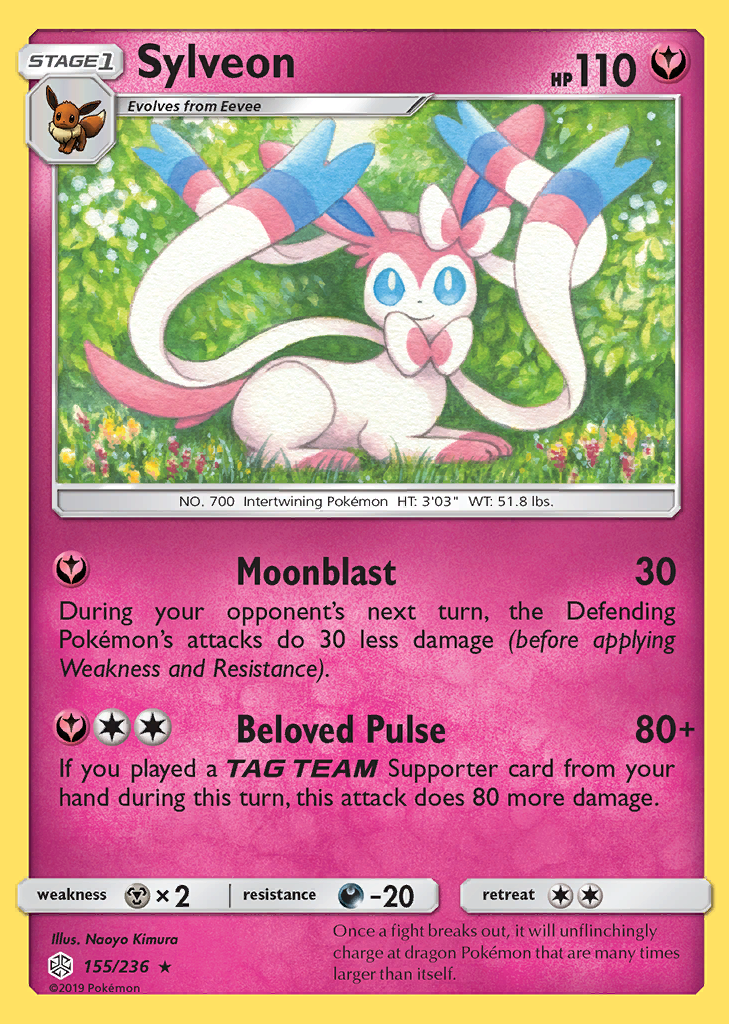 STAGE1 Sylveon HP110
Evolves from Eevee
NO. 700 Intertwining Pokémon HT: 3'03" WT: 51.8 lbs.
Moonblast 30
During your opponent's next turn, the Defending
Pokémon's attacks do 30 less damage (before applying
Weakness and Resistance).
Beloved Pulse 80+
If you played a TAG TEAM Supporter card from your
hand during this turn, this attack does 80 more damage.
weakness ×2 resistance -20 retreat
Illus. Naoyo Kimura
155/236 ★
©2019 Pokémon
Once a fight breaks out, it will unflinchingly
charge at dragon Pokémon that are many times
larger than itself.